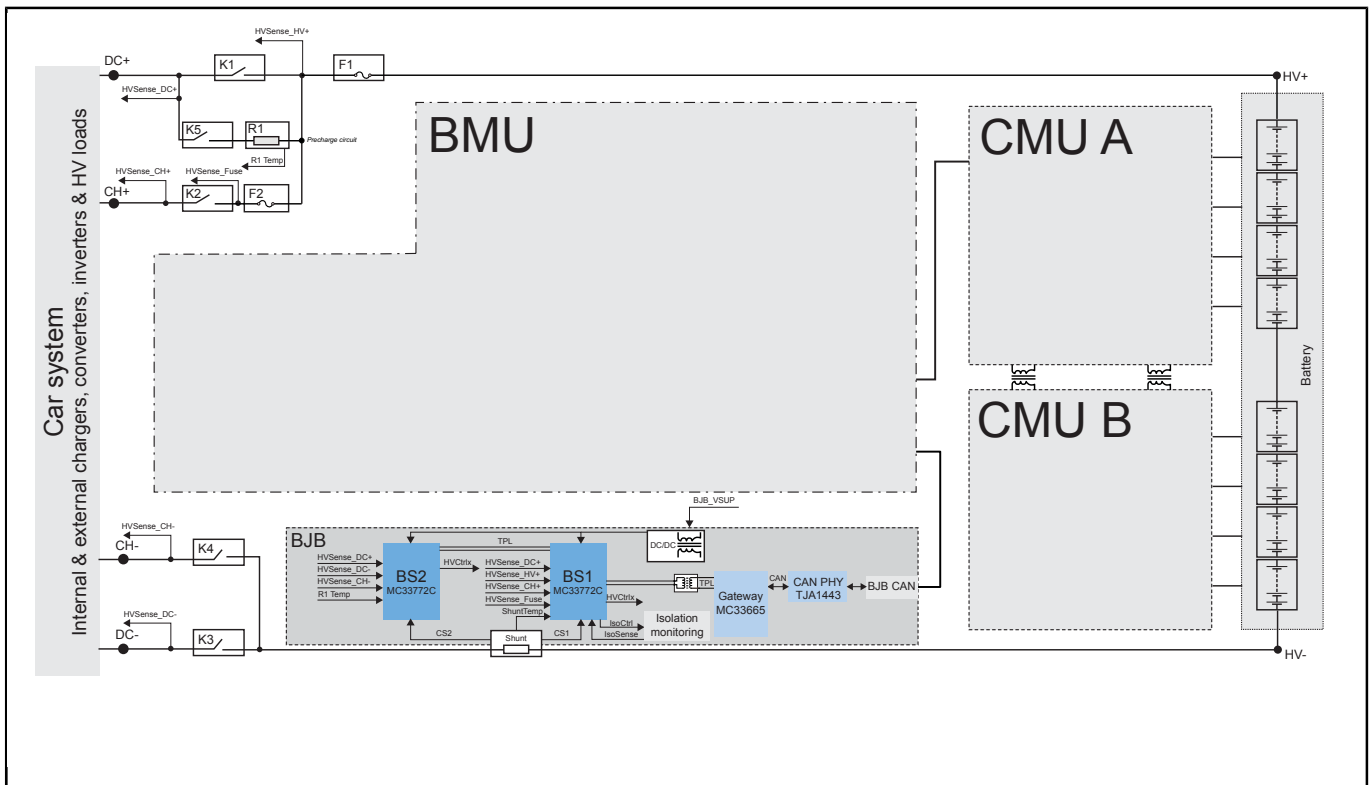 HVSense_HV+
DC+
K1
F1
HV+
HVSense_DC+
K5
R1
Precharge circuit
R1 Temp
HVSense_CH+
HVSense_Fuse
CH+
K2
F2
Car system
Internal & external chargers, converters, inverters & HV loads
BMU
CMU A
CMU B
Battery
HVSense_CH-
CH-
K4
HVSense_DC-
DC-
K3
BJB_VSUP
BJB
TPL
DC/DC
HVSense_DC+
HVSense_DC-
HVSense_CH-
R1 Temp
BS2
MC33772C
HVCtrlx
HVSense_DC+
HVSense_HV+
HVSense_CH+
HVSense_Fuse
ShuntTemp
BS1
MC33772C
HVCtrlx
TPL
Gateway
MC33665
CAN
CAN PHY
TJA1443
BJB CAN
IsoCtrl
IsoSense
Isolation
monitoring
CS2
Shunt
CS1
HV-